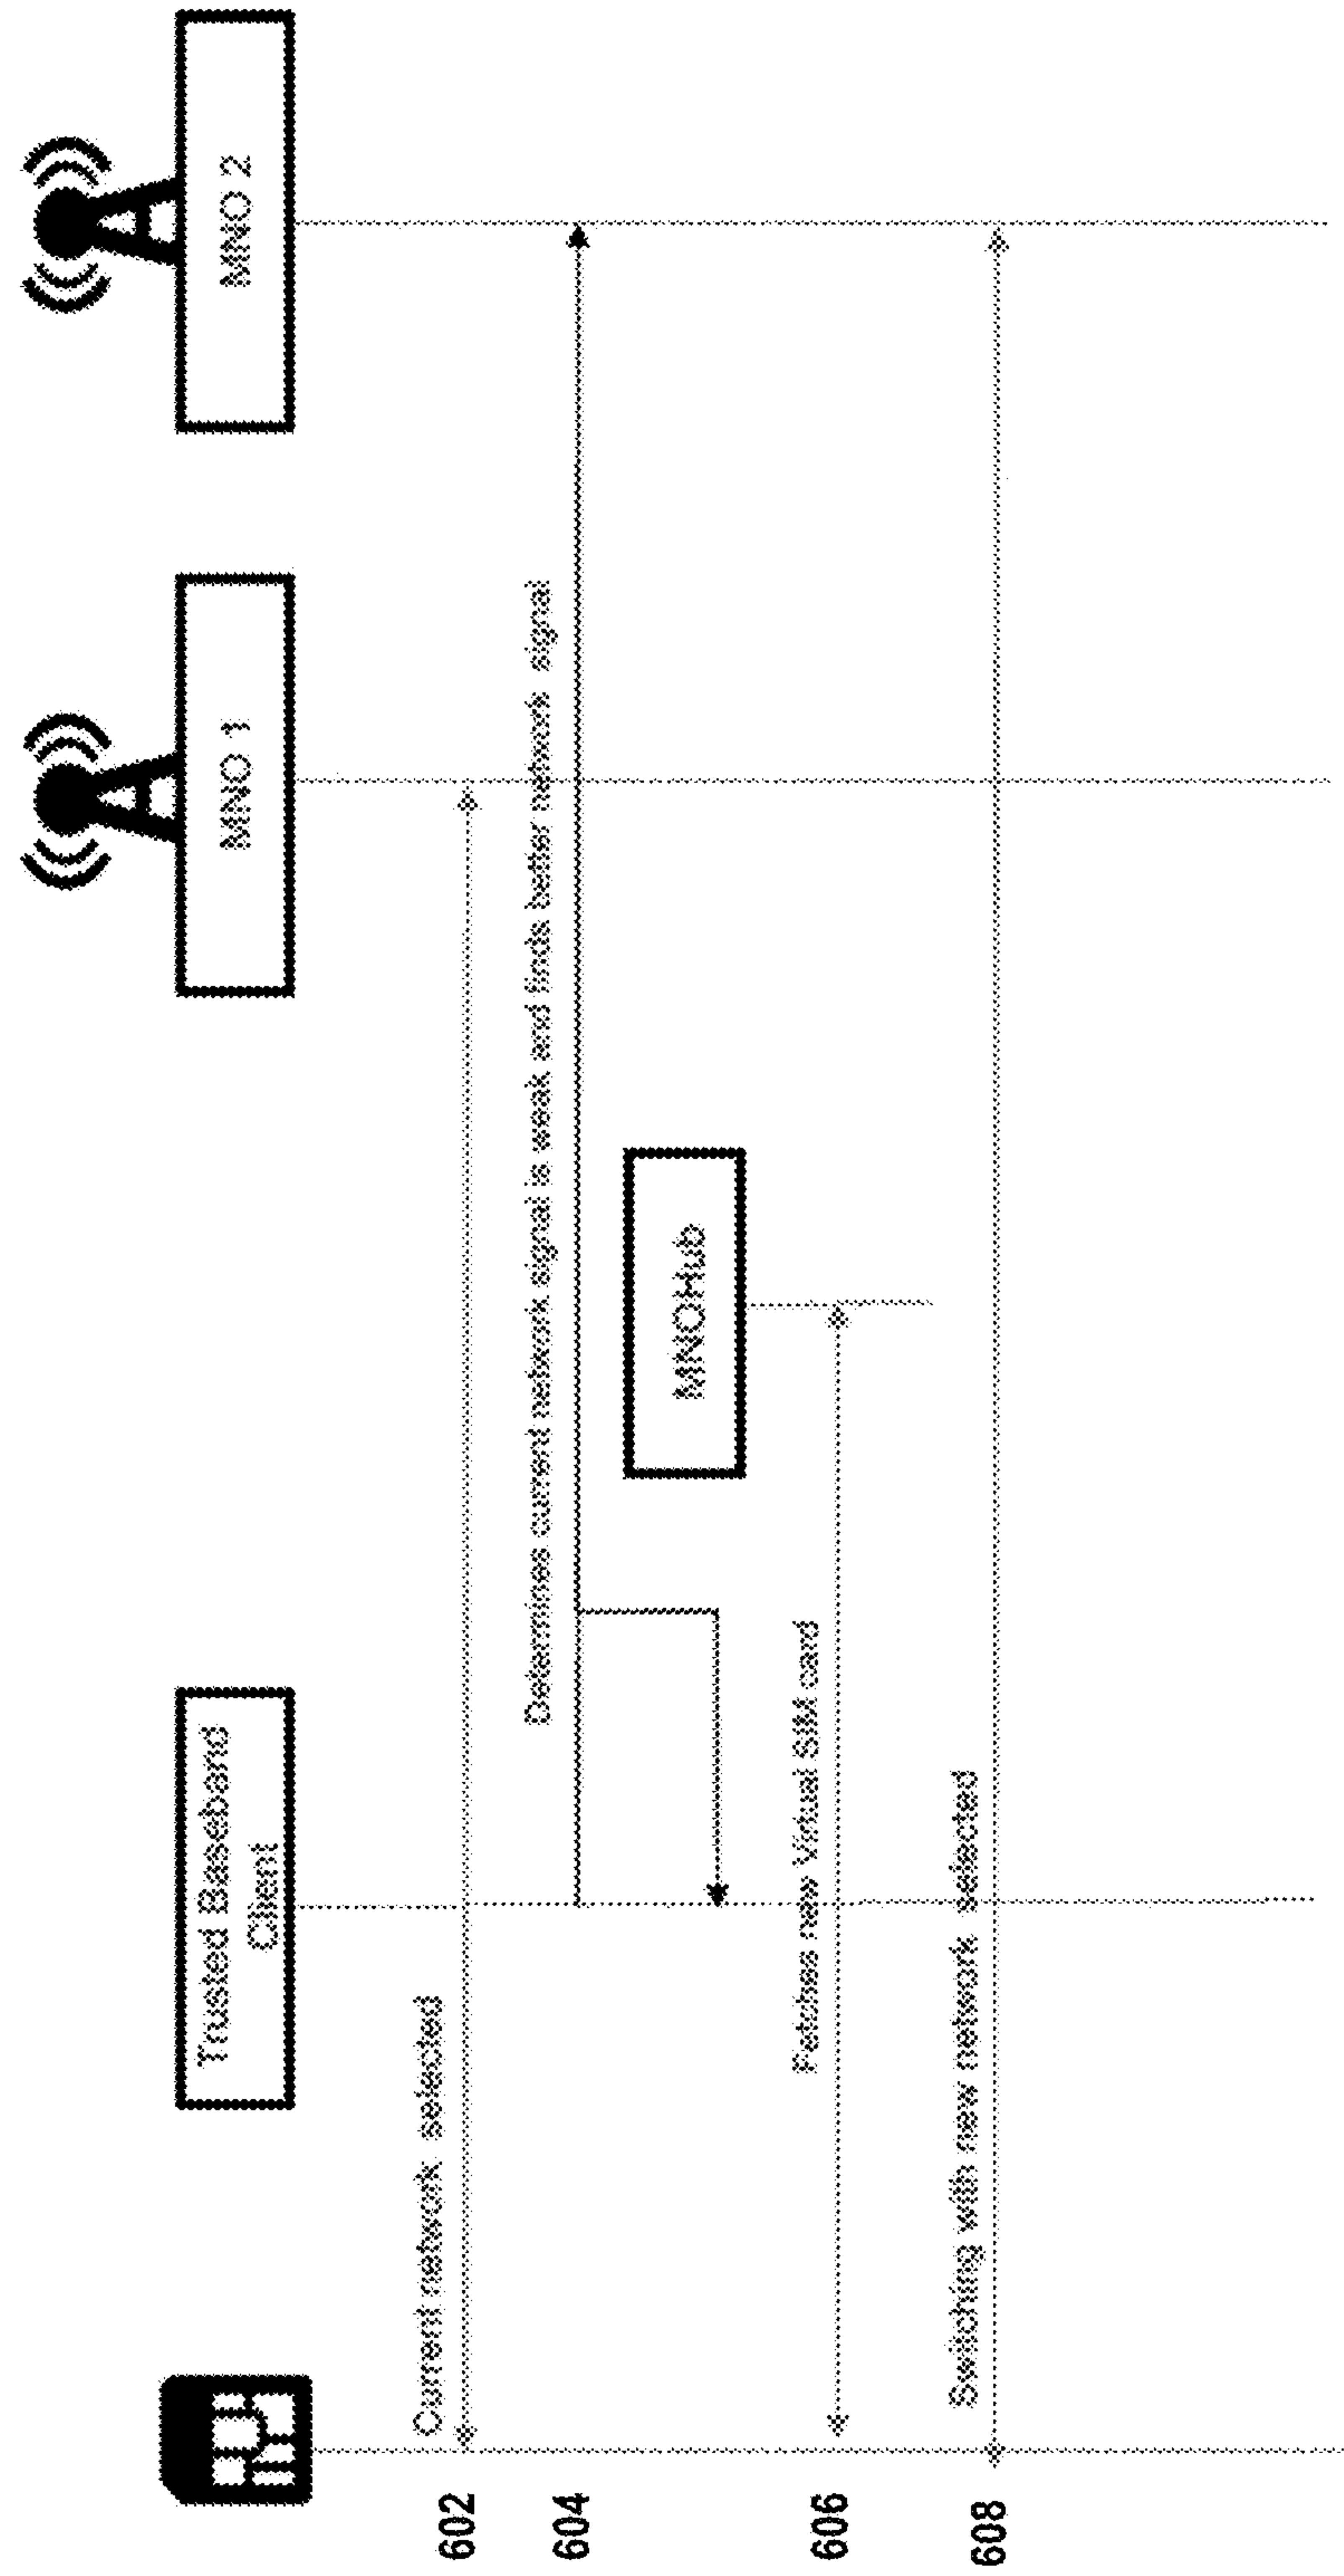 Trusted Baseband
Client
MNO 1
MNO 2
602
Current network selected
604
Determines current network signal is weak and finds better network signal
MNOHub
606
Fetches new Virtual SIM card
608
Switching with new network selected